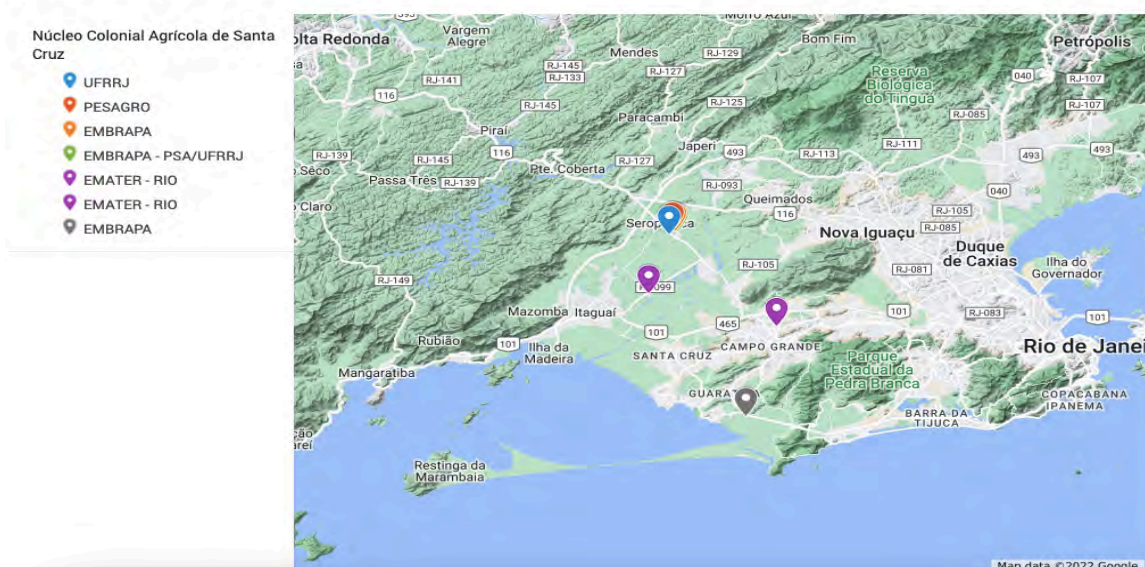 Núcleo Colonial Agrícola de Santa
Cruz
UFRRJ
PESAGRO
EMBRAPA
EMBRAPA - PSA/UFRRJ
EMATER - RIO
EMATER - RIO
EMBRAPA
393
Morro Azul
Vargem
Alegre
olta Redonda
Bom Fim
Mendes
RJ-129
Petrópolis
RJ-145
RJ-133
RJ-127
Reserva
Biológica
do Tinguá
040
RJ-107
RJ-141
116
RJ-145
RJ-125
RJ-085
RJ-107
Paracambi
Piraí
Japeri
RJ-111
RJ-139
RJ-145
116
RJ-127
493
RJ-113
493
493
Pte. Coberta
o Séco
Passa Três
RJ-139
RJ-093
040
Queimados
116
o Claro
RJ-105
Nova Iguaçu
RJ-085
Duque
de Caxias
Ilha do
Governador
RJ-105
RJ-081
RJ-149
Mazomba
Itaguaí
101
RJ-083
101
465
101
Rubião
101
Ilha da
Madeira
SANTA CRUZ
CAMPO GRANDE
Rio de Janei
Parque
Estadual da
Pedra Branca
Mangaratiba
COPACABANA
IPANEMA
BARRA DA
TIJUCA
Restinga da
Marambaia
Map data ©2022 Google